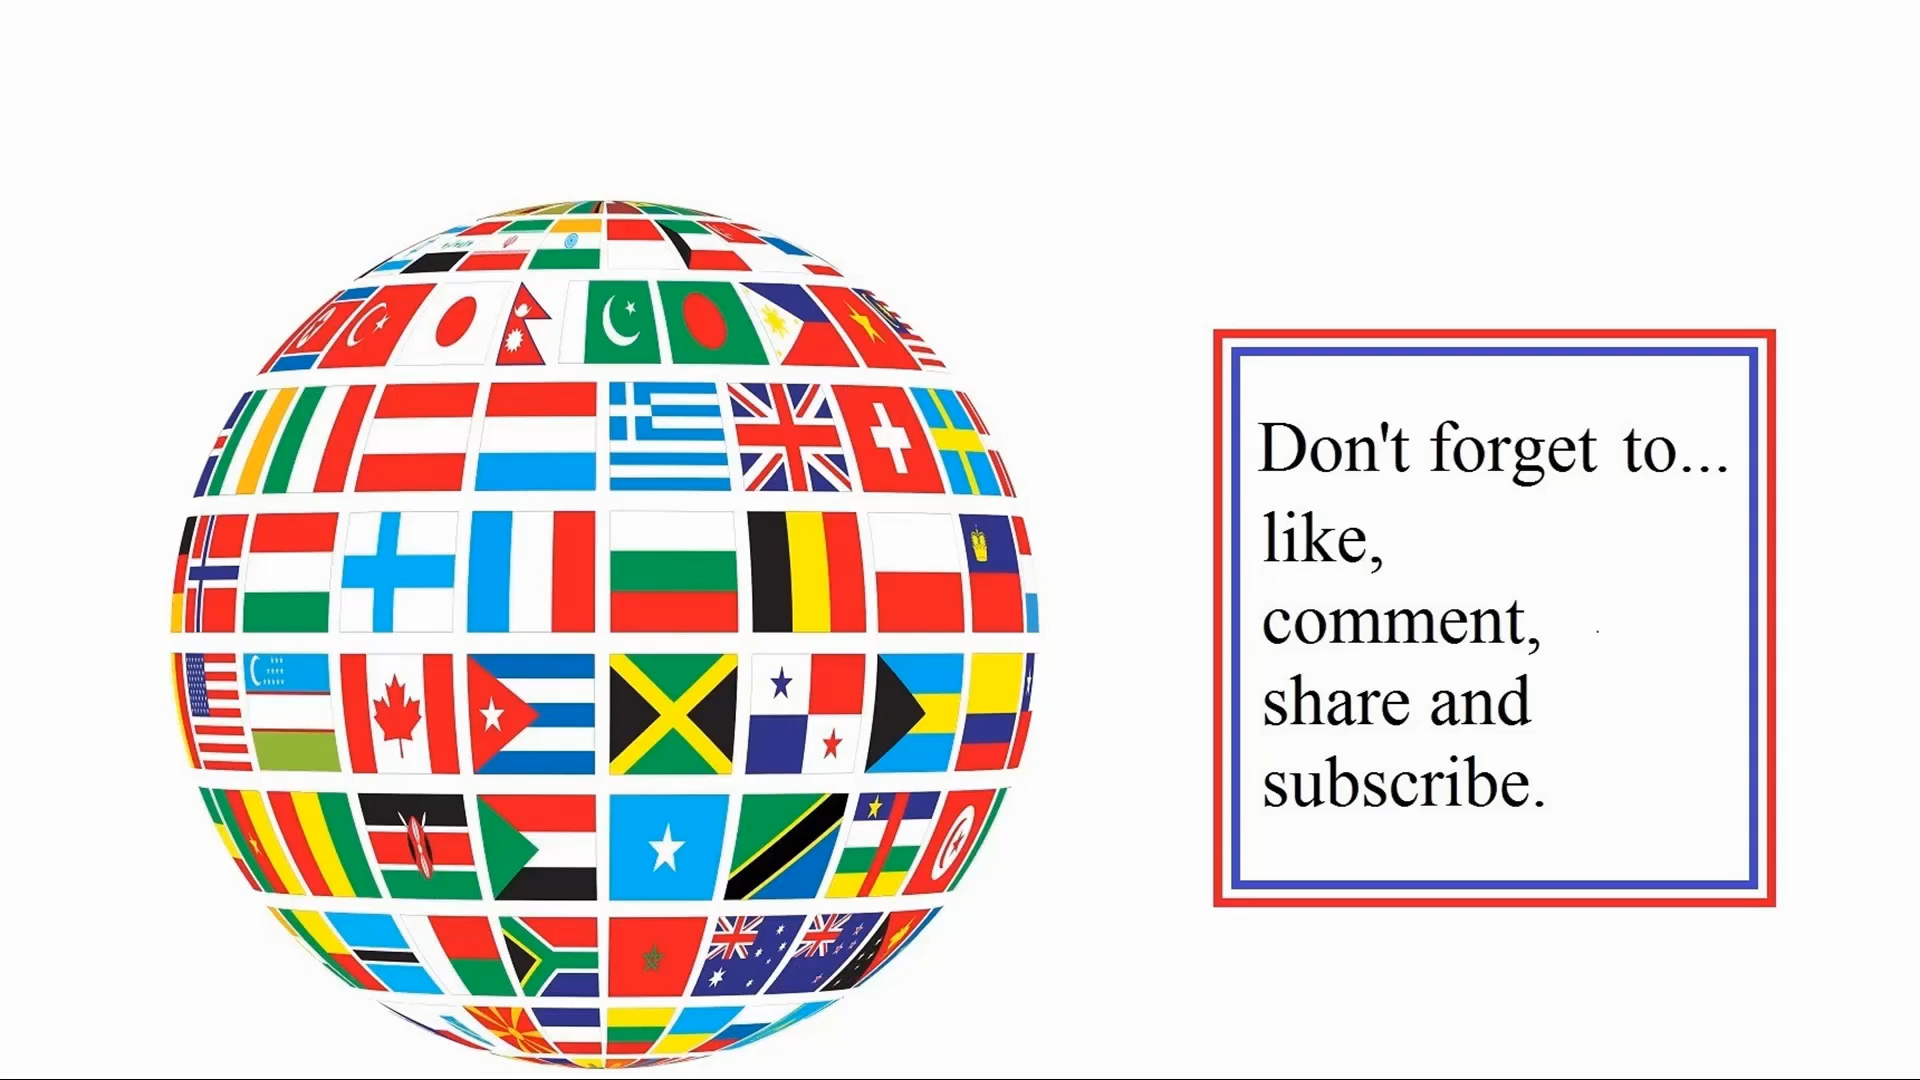 Don't forget to...
like,
comment,
share and
subscribe.